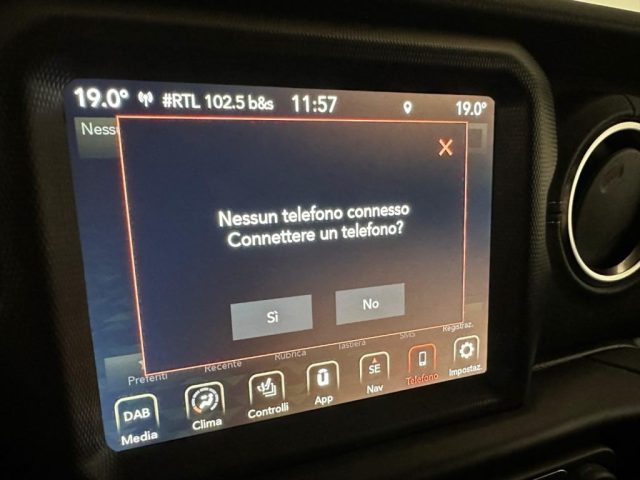 19.0° #RTL 102.5 b&s 11:57 19.0°
Ness
X
Nessun telefono connesso
Connettere un telefono?
Sì No
Preferiti Recente Rubrica Tastiera SMS Registraz.
DAB U SE
Media Clima Controlli App Nav Telefono Impostaz.